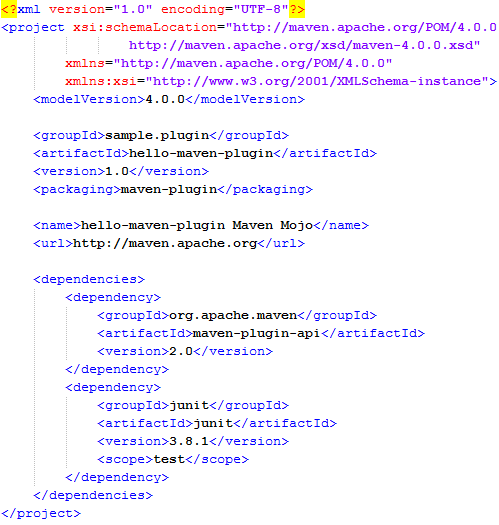 <?xml version="1.0" encoding="UTF-8"?>
<project xsi:schemaLocation="http://maven.apache.org/POM/4.0.0
http://maven.apache.org/xsd/maven-4.0.0.xsd"
xmlns="http://maven.apache.org/POM/4.0.0"
xmlns:xsi="http://www.w3.org/2001/XMLSchema-instance">
<modelVersion>4.0.0</modelVersion>
<groupId>sample.plugin</groupId>
<artifactId>hello-maven-plugin</artifactId>
<version>1.0</version>
<packaging>maven-plugin</packaging>
<name>hello-maven-plugin Maven Mojo</name>
<url>http://maven.apache.org</url>
<dependencies>
<dependency>
<groupId>org.apache.maven</groupId>
<artifactId>maven-plugin-api</artifactId>
<version>2.0</version>
</dependency>
<dependency>
<groupId>junit</groupId>
<artifactId>junit</artifactId>
<version>3.8.1</version>
<scope>test</scope>
</dependency>
</dependencies>
</project>